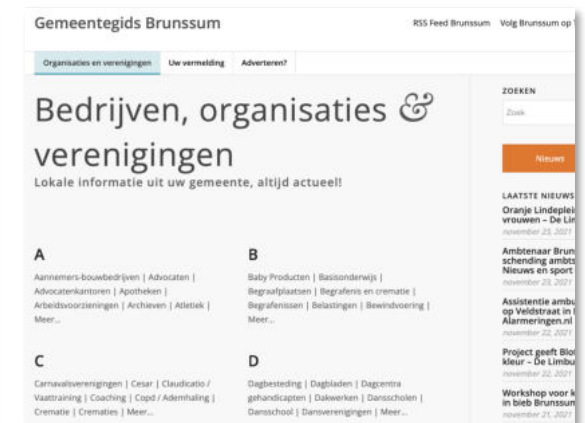 Gemeentegids Brunssum
RSS Feed Brunssum Volg Brunssum op
Organisaties en verenigingen Uw vermelding Adverteren?
Bedrijven, organisaties &
verenigingen
Lokale informatie uit uw gemeente, altijd actueel!
A
Aannemers-bouwbedrijven | Advocaten |
Advocatenkantoren | Apotheken |
Arbeidsvoorzieningen | Archieven | Atletiek |
Meer...
B
Baby Producten | Basisonderwijs |
Begraafplaatsen | Begrafenis en crematie |
Begrafenissen | Belastingen | Bewindvoering |
Meer...
C
Carnavalsverenigingen | Cesar | Claudicatio /
Vaattraining | Coaching | Copd / Ademhaling |
Crematie | Crematies | Meer...
D
Dagbesteding | Dagbladen | Dagcentra
gehandicapten | Dakwerken | Dansscholen |
Dansschool | Dansverenigingen | Meer...
ZOEKEN
Zoek
Nieuws
LAATSTE NIEUWS
Oranje Lindeplei
vrouwen – De Lim
november 23, 2021
Ambtenaar Brun
schending ambts
Nieuws en sport
november 23, 2021
Assistentie ambu
op Veldstraat in
Alarmeringen.nl
november 22, 2021
Project geeft Blo
kleur – De Limbu
november 22, 2021
Workshop voor k
in bieb Brunssum
november 21, 2021